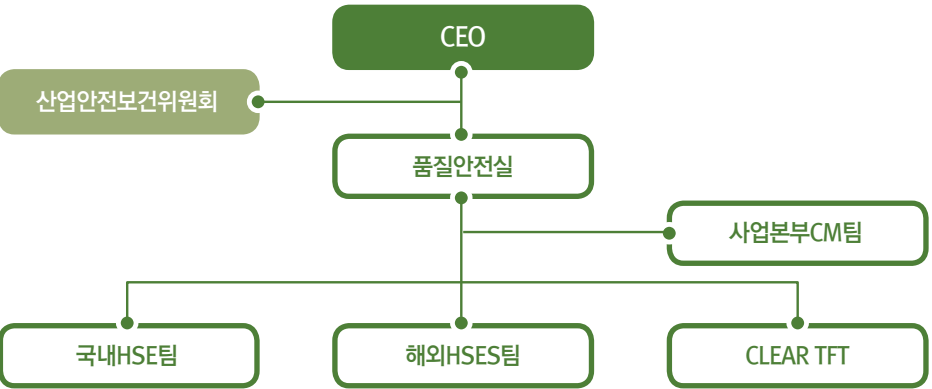 CEO
산업안전보건위원회
품질안전실
사업본부CM팀
국내HSE팀
해외HSES팀
CLEAR TFT